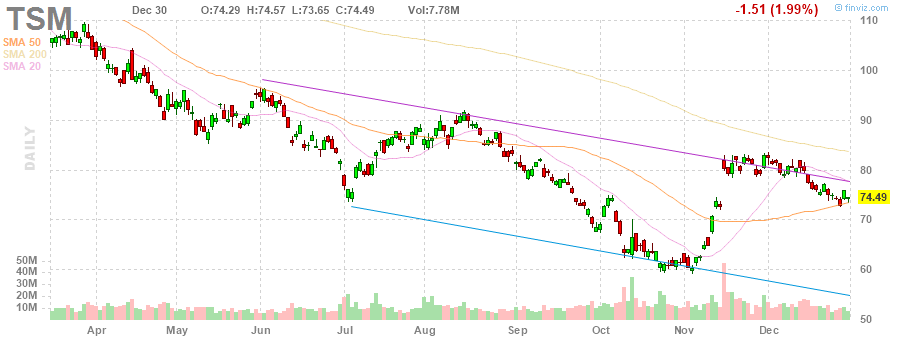 TSM Dec 30 O:74.29 H:74.57 L:73.65 C:74.49 Vol:7.78M -1.51 (1.99%) finviz.com
SMA 50
SMA 200
SMA 20
DAILY
110
100
90
80
74.49
70
60
50
50M
40M
30M
20M
10M
Apr May Jun Jul Aug Sep Oct Nov Dec